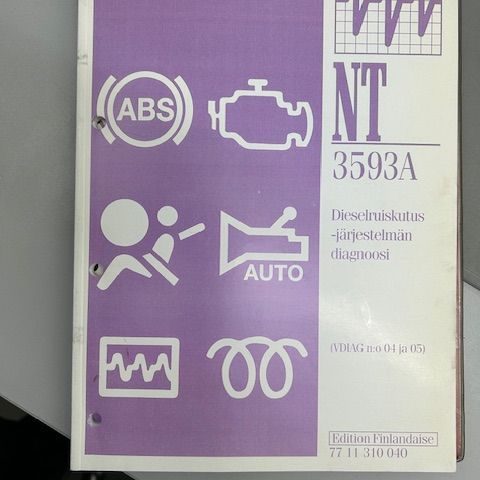 ABS
AUTO
NT
3593A
Dieselruiskutus
-järjestelmän
diagnoosi
(VDIAG n:o 04 ja 05)
Edition Finlandaise
77 11 310 040